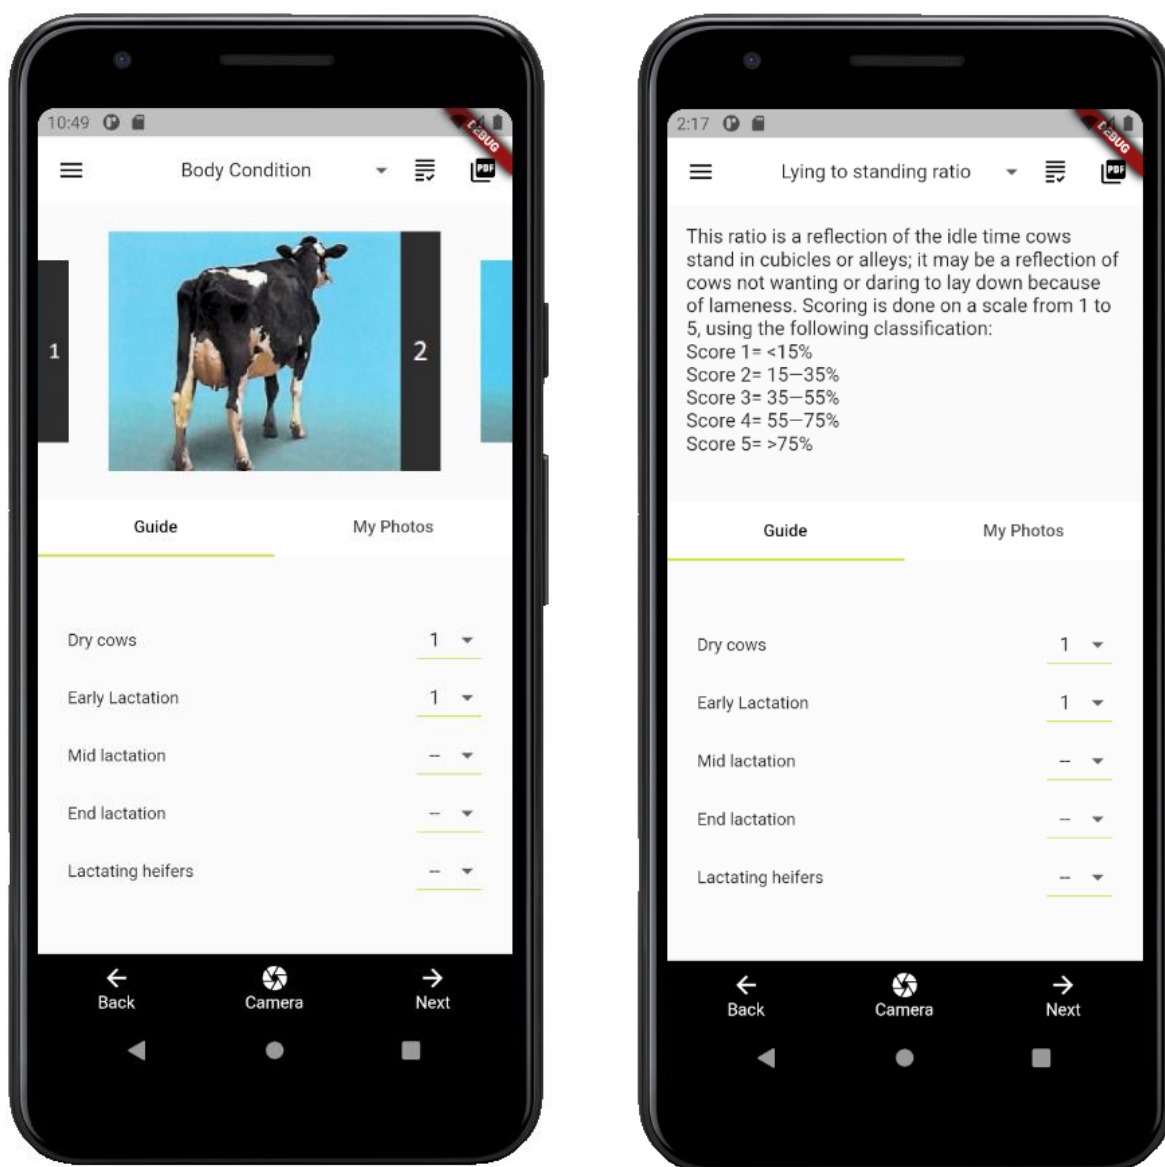 10:49
DEBUG
Body Condition
PDF
1
2
Guide
My Photos
Dry cows
1
Early Lactation
1
Mid lactation
--
End lactation
--
Lactating heifers
--
Back
Camera
Next
2:17
DEBUG
Lying to standing ratio
PDF
This ratio is a reflection of the idle time cows
stand in cubicles or alleys; it may be a reflection of
cows not wanting or daring to lay down because
of lameness. Scoring is done on a scale from 1 to
5, using the following classification:
Score 1= <15%
Score 2= 15—35%
Score 3= 35—55%
Score 4= 55—75%
Score 5= >75%
Guide
My Photos
Dry cows
1
Early Lactation
1
Mid lactation
--
End lactation
--
Lactating heifers
--
Back
Camera
Next